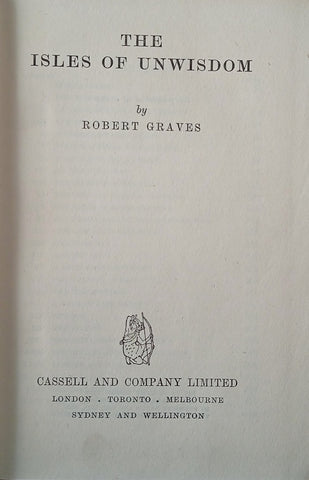 THE
ISLES OF UNWISDOM
by
ROBERT GRAVES
CASSELL AND COMPANY LIMITED
LONDON . TORONTO . MELBOURNE
SYDNEY AND WELLINGTON